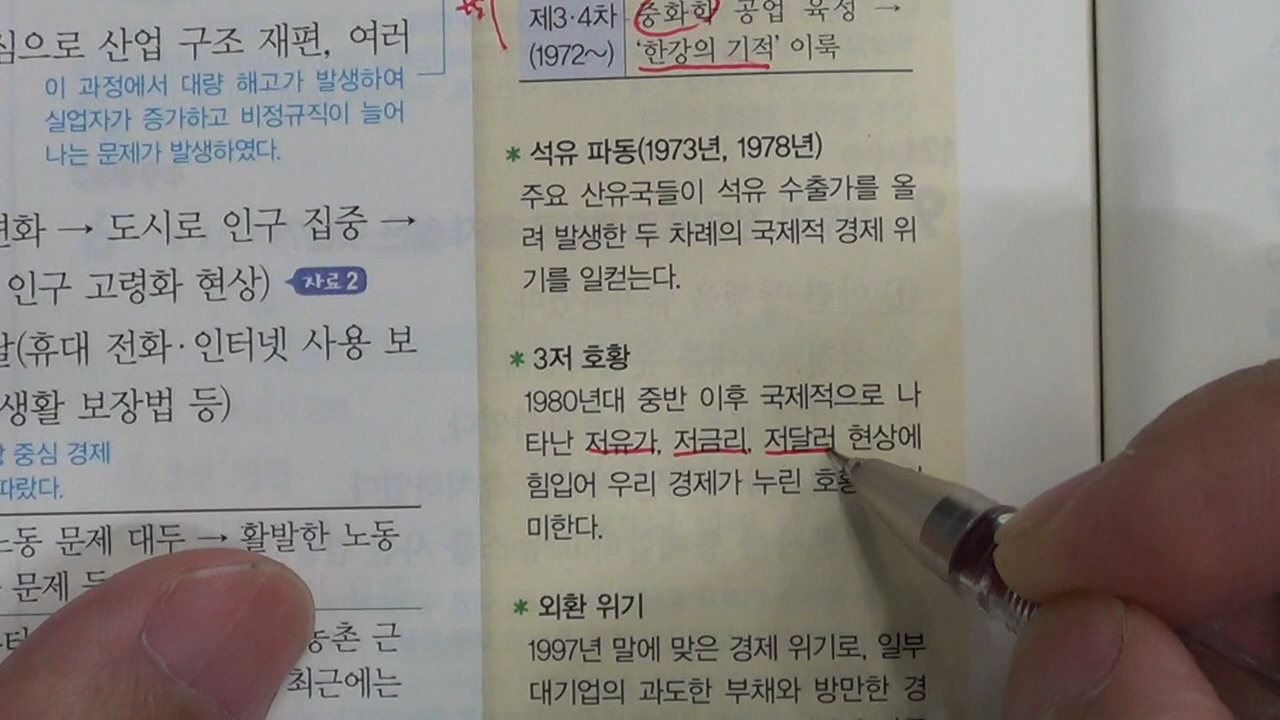 심으로 산업 구조 재편, 여러
이 과정에서 대량 해고가 발생하여
실업자가 증가하고 비정규직이 늘어
나는 문제가 발생하였다.
변화 → 도시로 인구 집중 →
인구 고령화 현상) 자료 2
달(휴대 전화·인터넷 사용 보
생활 보장법 등)
중심 경제
따랐다.
노동 문제 대두 → 활발한 노동
문제
농촌 근
최근에는
제3·4차 중화학 공업 육성 →
(1972~) ‘한강의 기적’ 이룩
* 석유 파동(1973년, 1978년)
주요 산유국들이 석유 수출가를 올
려 발생한 두 차례의 국제적 경제 위
기를 일컫는다.
* 3저 호황
1980년대 중반 이후 국제적으로 나
타난 저유가, 저금리, 저달러 현상에
힘입어 우리 경제가 누린
미한다.
* 외환 위기
1997년 말에 맞은 경제 위기로, 일부
대기업의 과도한 부채와 방만한 경